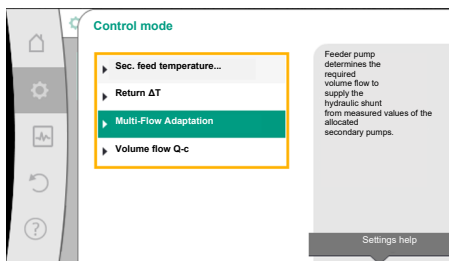 Control mode
Sec. feed temperature...
Return ΔT
Multi-Flow Adaptation
Volume flow Q-c
Feeder pump
determines the
required
volume flow to
supply the
hydraulic shunt
from measured values of the
allocated
secondary pumps.
Settings help
?